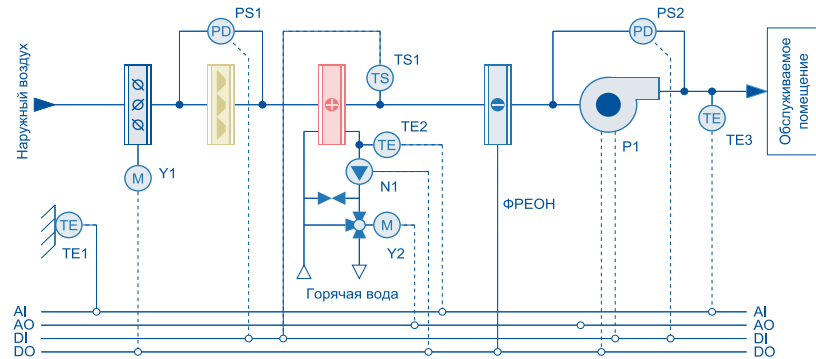 PS1
PD
PS2
PD
TS1
TS
Наружный воздух
Обслуживаемое
помещение
TE2
TE
P1
TE
TE3
M
Y1
N1
ФРЕОН
TE
TE1
M
Y2
Горячая вода
AI
AI
AO
AO
DI
DI
DO
DO